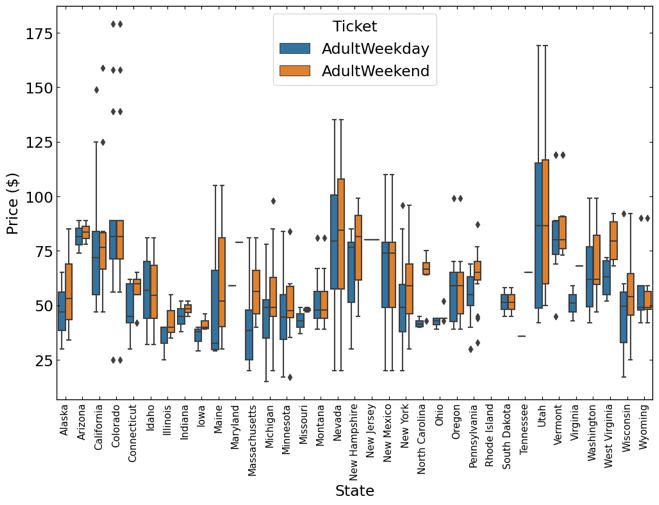 Ticket
AdultWeekday
AdultWeekend
Price ($)
175
150
125
100
75
50
25
Alaska
Arizona
California
Colorado
Connecticut
Idaho
Illinois
Indiana
Iowa
Maine
Maryland
Massachusetts
Michigan
Minnesota
Missouri
Montana
Nevada
New Hampshire
New Jersey
New Mexico
New York
North Carolina
Ohio
Oregon
Pennsylvania
Rhode Island
South Dakota
Tennessee
Utah
Vermont
Virginia
Washington
West Virginia
Wisconsin
Wyoming
State